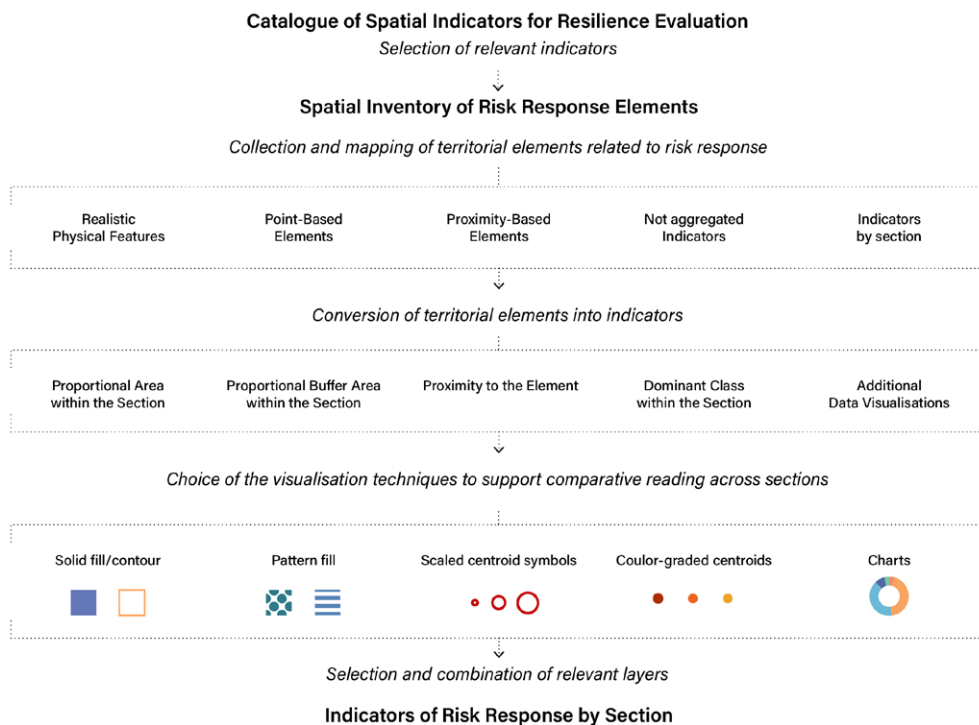 Catalogue of Spatial Indicators for Resilience Evaluation
Selection of relevant indicators
Spatial Inventory of Risk Response Elements
Collection and mapping of territorial elements related to risk response
Realistic
Physical Features
Point-Based
Elements
Proximity-Based
Elements
Not aggregated
Indicators
Indicators
by section
Conversion of territorial elements into indicators
Proportional Area
within the Section
Proportional Buffer Area
within the Section
Proximity to the Element
Dominant Class
within the Section
Additional
Data Visualisations
Choice of the visualisation techniques to support comparative reading across sections
Solid fill/contour
Pattern fill
Scaled centroid symbols
Coulor-graded centroids
Charts
Selection and combination of relevant layers
Indicators of Risk Response by Section